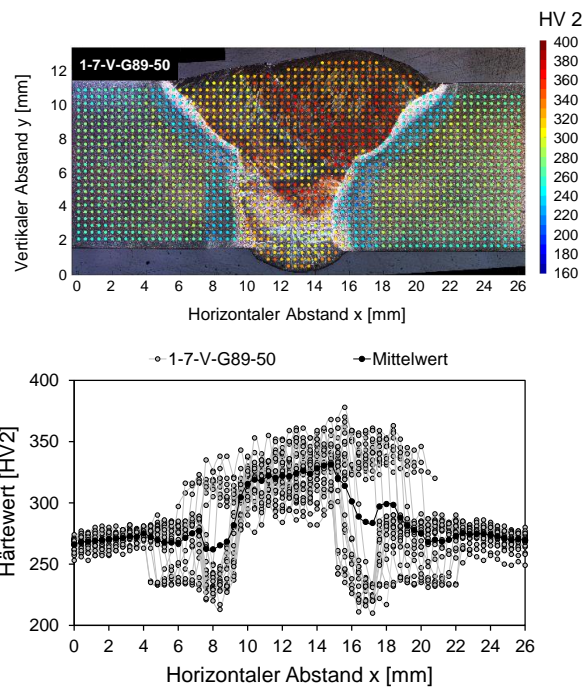 HV 2
1-7-V-G89-50
Vertikaler Abstand y [mm]
12
10
8
6
4
2
0
0 2 4 6 8 10 12 14 16 18 20 22 24 26
Horizontaler Abstand x [mm]
400
380
360
340
320
300
280
260
240
220
200
180
160
1-7-V-G89-50 Mittelwert
Härtewert [HV2]
400
350
300
250
200
0 2 4 6 8 10 12 14 16 18 20 22 24 26
Horizontaler Abstand x [mm]